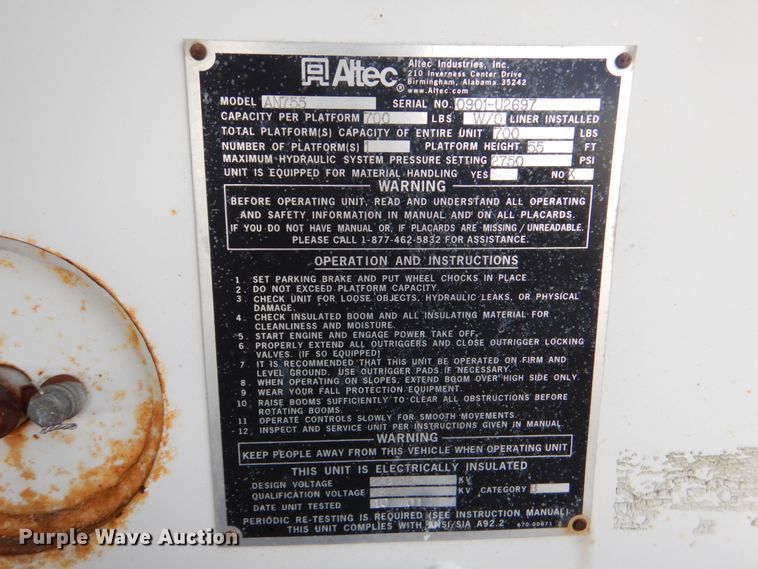 Altec® Altec Industries, Inc.
210 Inverness Center Drive
Birmingham, Alabama 35242
www.Altec.com
MODEL AN755 SERIAL NO. 0901-U2697
CAPACITY PER PLATFORM 700 LBS W/O LINER INSTALLED
TOTAL PLATFORM(S) CAPACITY OF ENTIRE UNIT 700 LBS
NUMBER OF PLATFORM(S) 1 PLATFORM HEIGHT 55 FT
MAXIMUM HYDRAULIC SYSTEM PRESSURE SETTING 2750 PSI
UNIT IS EQUIPPED FOR MATERIAL HANDLING YES NO X
WARNING
BEFORE OPERATING UNIT, READ AND UNDERSTAND ALL OPERATING
AND SAFETY INFORMATION IN MANUAL AND ON ALL PLACARDS.
IF YOU DO NOT HAVE MANUAL OR, IF PLACARDS ARE MISSING / UNREADABLE.
PLEASE CALL 1-877-462-5832 FOR ASSISTANCE.
OPERATION AND INSTRUCTIONS
1. SET PARKING BRAKE AND PUT WHEEL CHOCKS IN PLACE.
2. DO NOT EXCEED PLATFORM CAPACITY.
3. CHECK UNIT FOR LOOSE OBJECTS, HYDRAULIC LEAKS, OR PHYSICAL
DAMAGE.
4. CHECK INSULATED BOOM AND ALL INSULATING MATERIAL FOR
CLEANLINESS AND MOISTURE.
5. START ENGINE AND ENGAGE POWER TAKE OFF.
6. PROPERLY EXTEND ALL OUTRIGGERS AND CLOSE OUTRIGGER LOCKING
VALVES. (IF SO EQUIPPED)
7. IT IS RECOMMENDED THAT THIS UNIT BE OPERATED ON FIRM AND
LEVEL GROUND. USE OUTRIGGER PADS IF NECESSARY.
8. WHEN OPERATING ON SLOPES, EXTEND BOOM OVER HIGH SIDE ONLY.
9. WEAR YOUR FALL PROTECTION EQUIPMENT.
10. RAISE BOOMS SUFFICIENTLY TO CLEAR ALL OBSTRUCTIONS BEFORE
ROTATING BOOMS.
11. OPERATE CONTROLS SLOWLY FOR SMOOTH MOVEMENTS.
12. INSPECT AND SERVICE UNIT PER INSTRUCTIONS GIVEN IN MANUAL
WARNING
KEEP PEOPLE AWAY FROM THIS VEHICLE WHEN OPERATING UNIT
THIS UNIT IS ELECTRICALLY INSULATED
DESIGN VOLTAGE KV
QUALIFICATION VOLTAGE KV CATEGORY
DATE UNIT TESTED
PERIODIC RE-TESTING IS REQUIRED (SEE INSTRUCTION MANUAL)
THIS UNIT COMPLIES WITH ANSI/SIA A92.2 670-00671
Purple Wave Auction